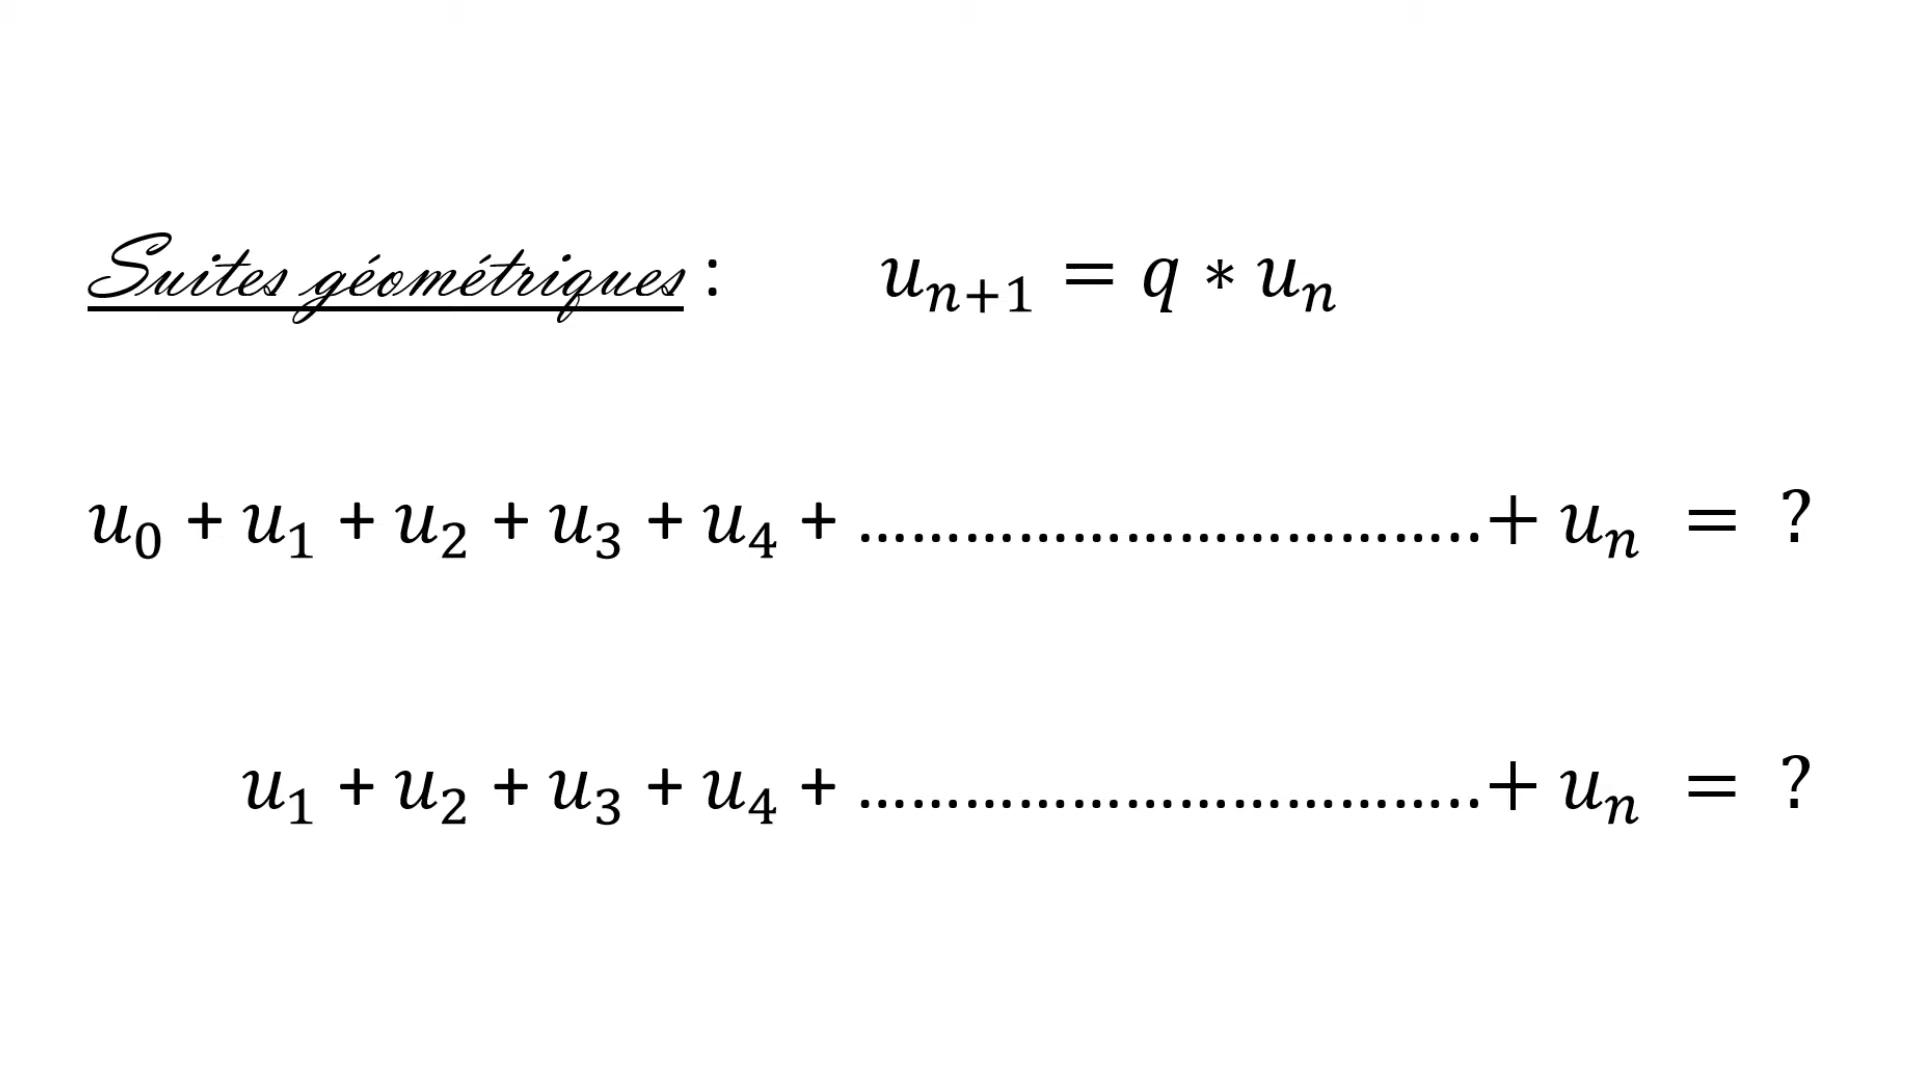 Suites géométriques : u_{n+1} = q * u_n
u_0 + u_1 + u_2 + u_3 + u_4 + ……………………………….+ u_n = ?
u_1 + u_2 + u_3 + u_4 + ……………………………….+ u_n = ?